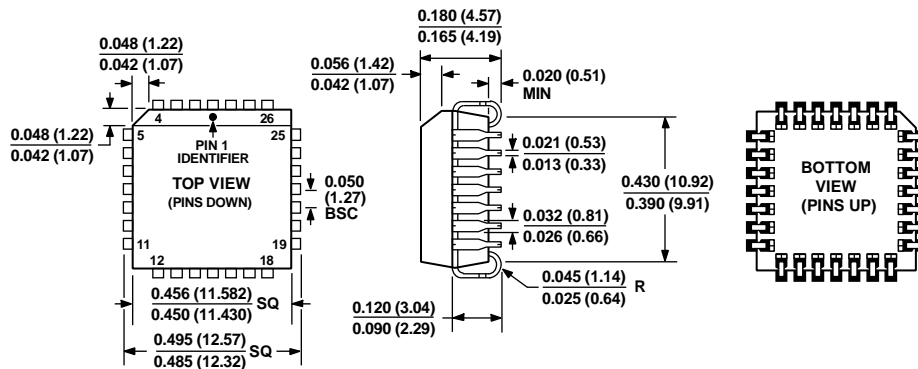 0.180 (4.57)
0.165 (4.19)
0.048 (1.22)
0.042 (1.07)
0.056 (1.42)
0.042 (1.07)
0.020 (0.51)
MIN
0.048 (1.22)
0.042 (1.07)
4
26
5
25
PIN 1
IDENTIFIER
TOP VIEW
(PINS DOWN)
0.050
(1.27)
BSC
11
19
12
18
0.021 (0.53)
0.013 (0.33)
0.430 (10.92)
0.390 (9.91)
0.032 (0.81)
0.026 (0.66)
BOTTOM
VIEW
(PINS UP)
0.456 (11.582)
0.450 (11.430)
SQ
0.495 (12.57)
0.485 (12.32)
SQ
0.120 (3.04)
0.090 (2.29)
0.045 (1.14)
0.025 (0.64)
R